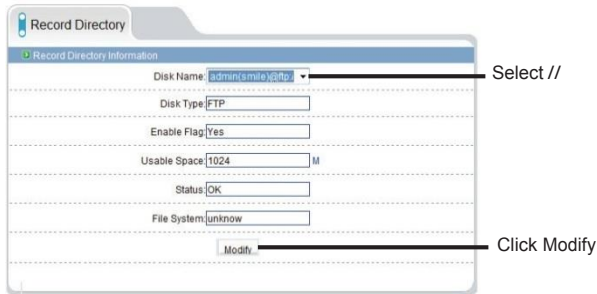 Record Directory
Record Directory Information
Disk Name: admin(smile)@ftp:/
Select //
Disk Type: FTP
Enable Flag: Yes
Usable Space: 1024 M
Status: OK
File System: unknow
Modify
Click Modify